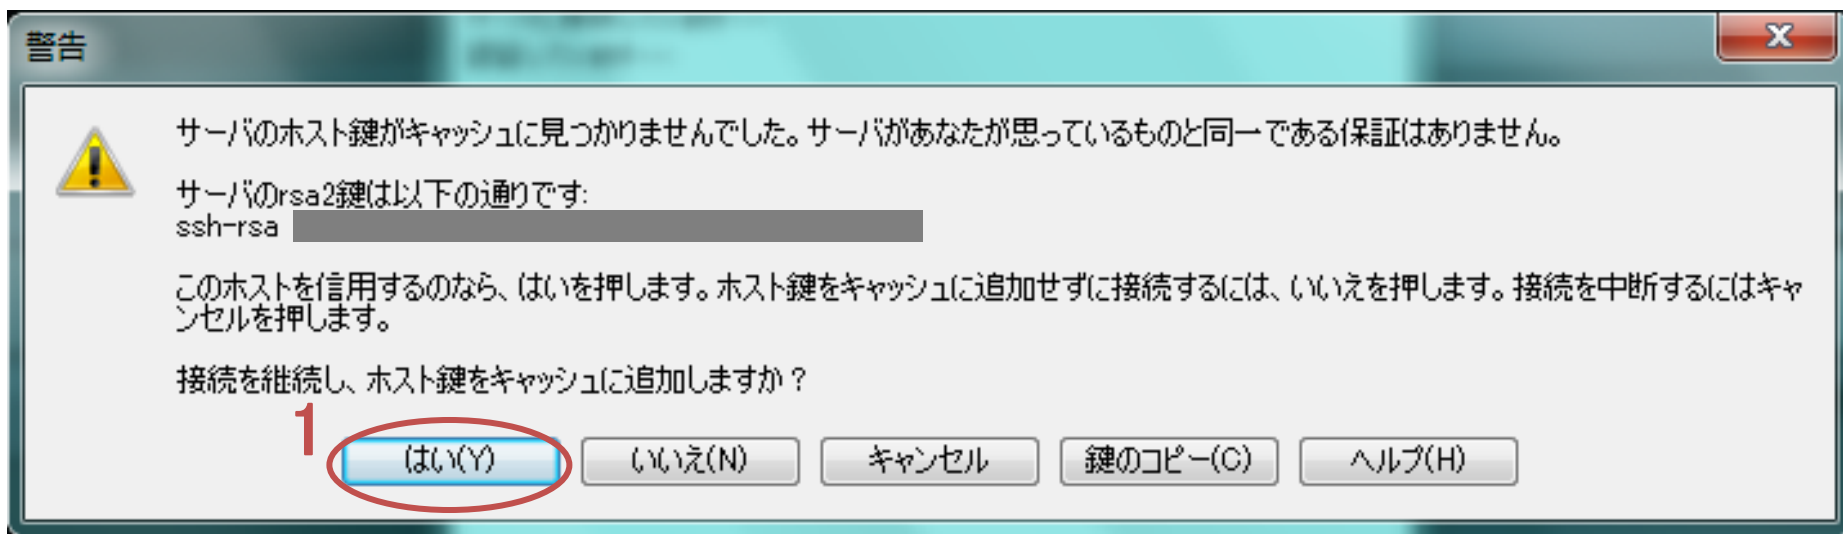 警告
サーバのホスト鍵がキャッシュに見つかりませんでした。サーバがあなたが思っているものと同一である保証はありません。
サーバのrsa2鍵は以下の通りです:
ssh-rsa
このホストを信用するのなら、はいを押します。ホスト鍵をキャッシュに追加せずに接続するには、いいえを押します。接続を中断するにはキャ
ンセルを押します。
接続を継続し、ホスト鍵をキャッシュに追加しますか？
1
はい(Y) いいえ(N) キャンセル 鍵のコピー(C) ヘルプ(H)